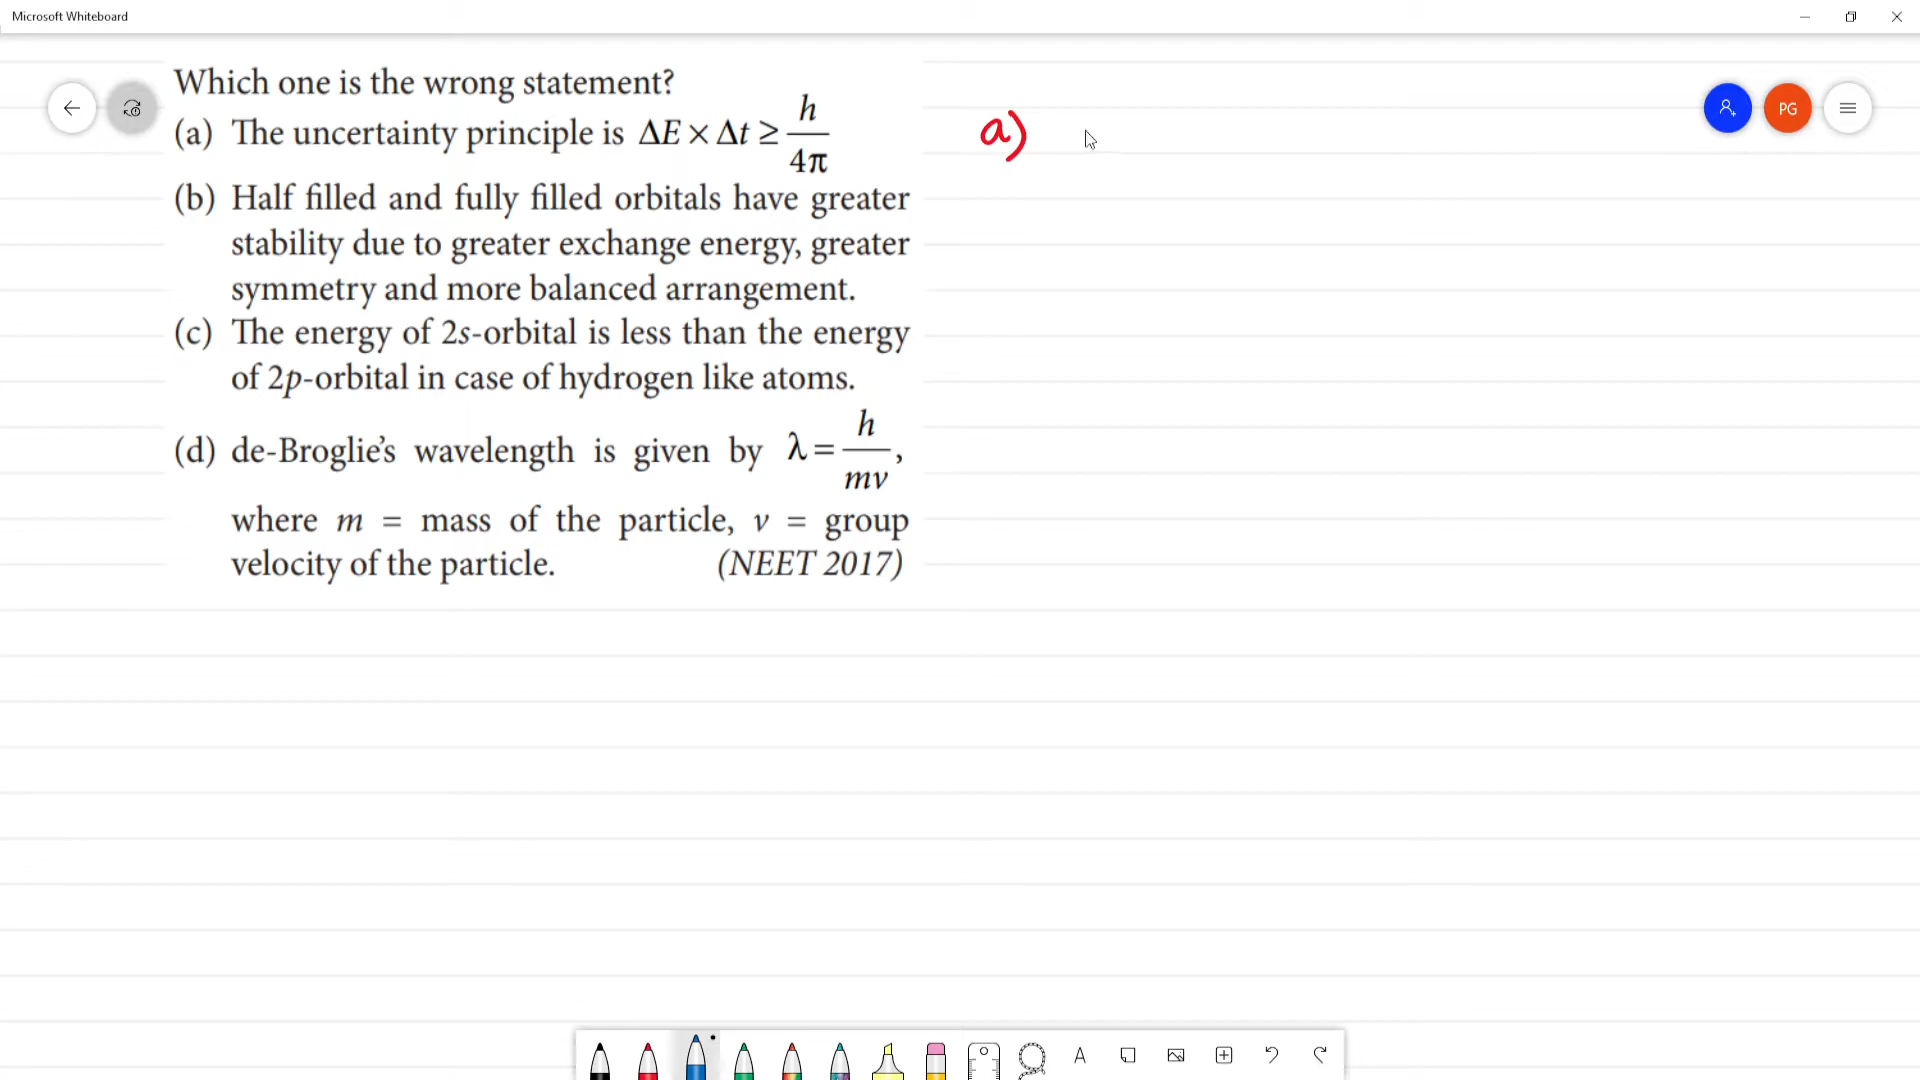 Microsoft Whiteboard
Which one is the wrong statement?
(a) The uncertainty principle is ΔE × Δt ≥ h/4π
(b) Half filled and fully filled orbitals have greater
stability due to greater exchange energy, greater
symmetry and more balanced arrangement.
(c) The energy of 2s-orbital is less than the energy
of 2p-orbital in case of hydrogen like atoms.
(d) de-Broglie's wavelength is given by λ = h/mv,
where m = mass of the particle, v = group
velocity of the particle. (NEET 2017)
a)
PG
A